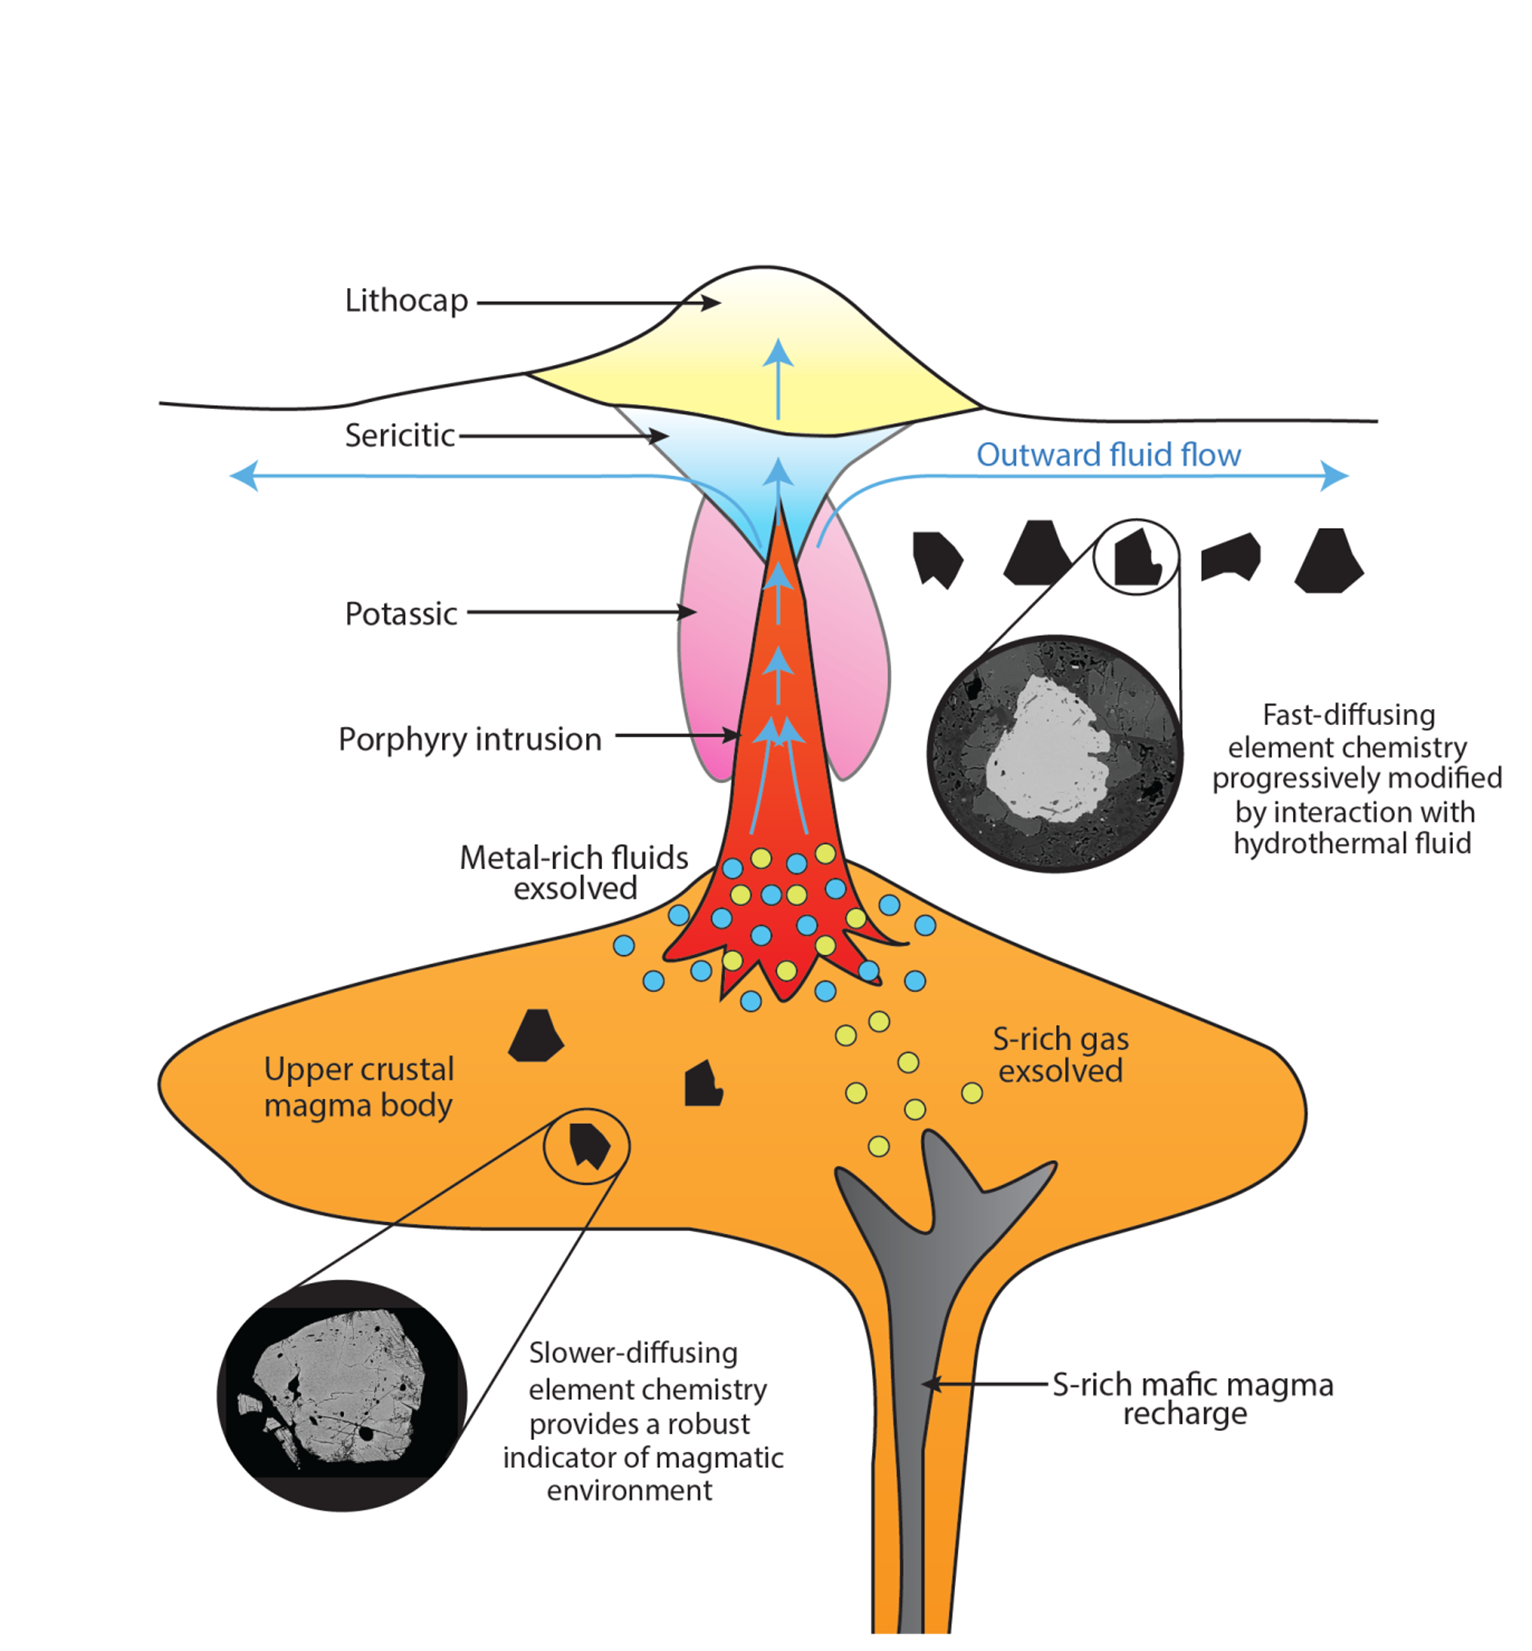 Lithocap
Sericitic
Outward fluid flow
Potassic
Porphyry intrusion
Fast-diffusing
element chemistry
progressively modified
by interaction with
hydrothermal fluid
Metal-rich fluids
exsolved
S-rich gas
exsolved
Upper crustal
magma body
Slower-diffusing
element chemistry
provides a robust
indicator of magmatic
environment
S-rich mafic magma
recharge